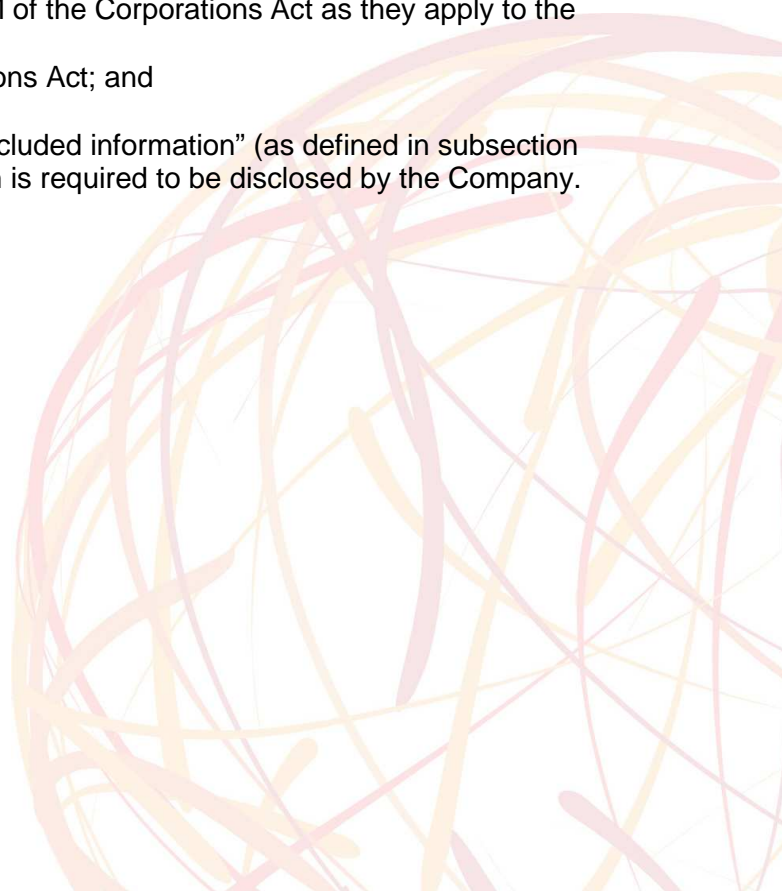 of the Corporations Act as they apply to the
ons Act; and
cluded information” (as defined in subsection
is required to be disclosed by the Company.